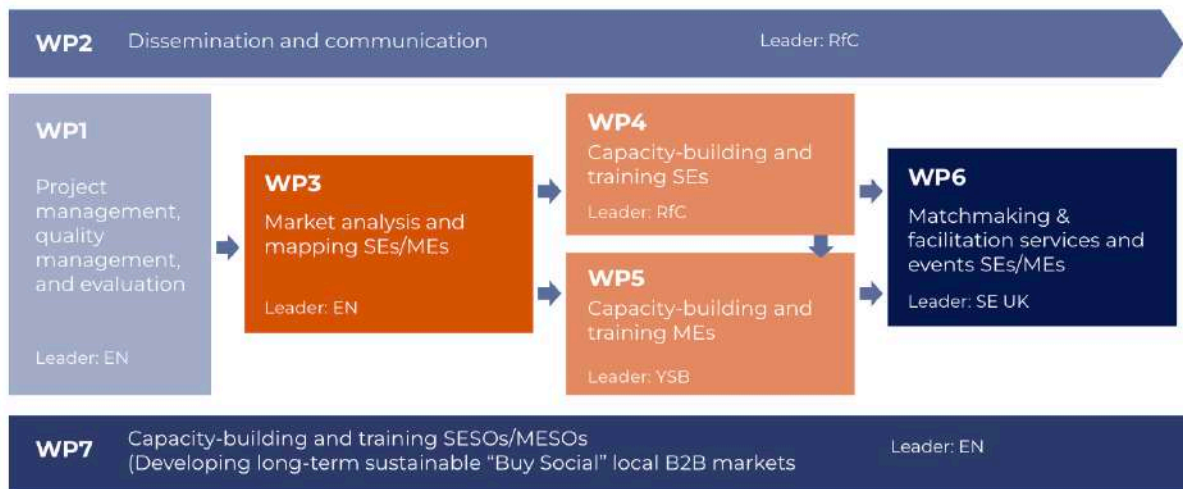 WP2 Dissemination and communication Leader: RfC
WP1
Project
management,
quality
management,
and evaluation
Leader: EN
WP3
Market analysis and
mapping SEs/MEs
Leader: EN
WP4
Capacity-building and
training SEs
Leader: RfC
WP5
Capacity-building and
training MEs
Leader: YSB
WP6
Matchmaking &
facilitation services and
events SEs/MEs
Leader: SE UK
WP7 Capacity-building and training SESOs/MESOs Leader: EN
(Developing long-term sustainable “Buy Social” local B2B markets